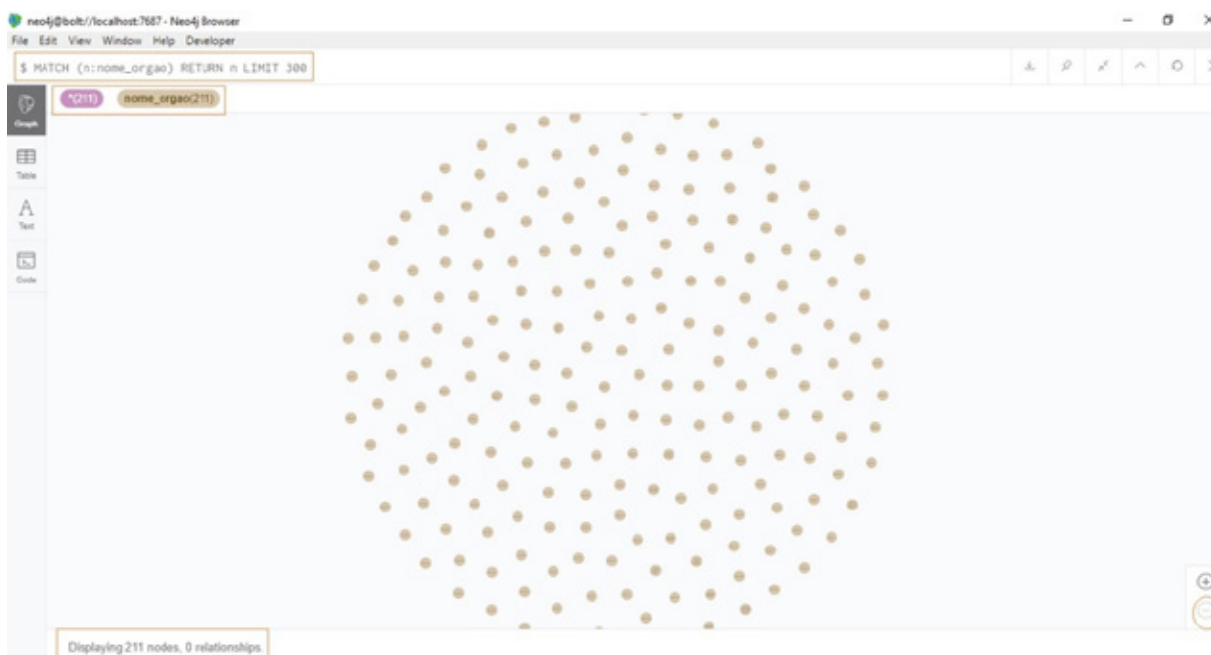 neo4j@bolt://localhost:7687 - Neo4j Browser
File Edit View Window Help Developer
$ MATCH (n:nome_orgao) RETURN n LIMIT 300
*(211) nome_orgao(211)
Graph
Table
Text
Code
Displaying 211 nodes, 0 relationships.